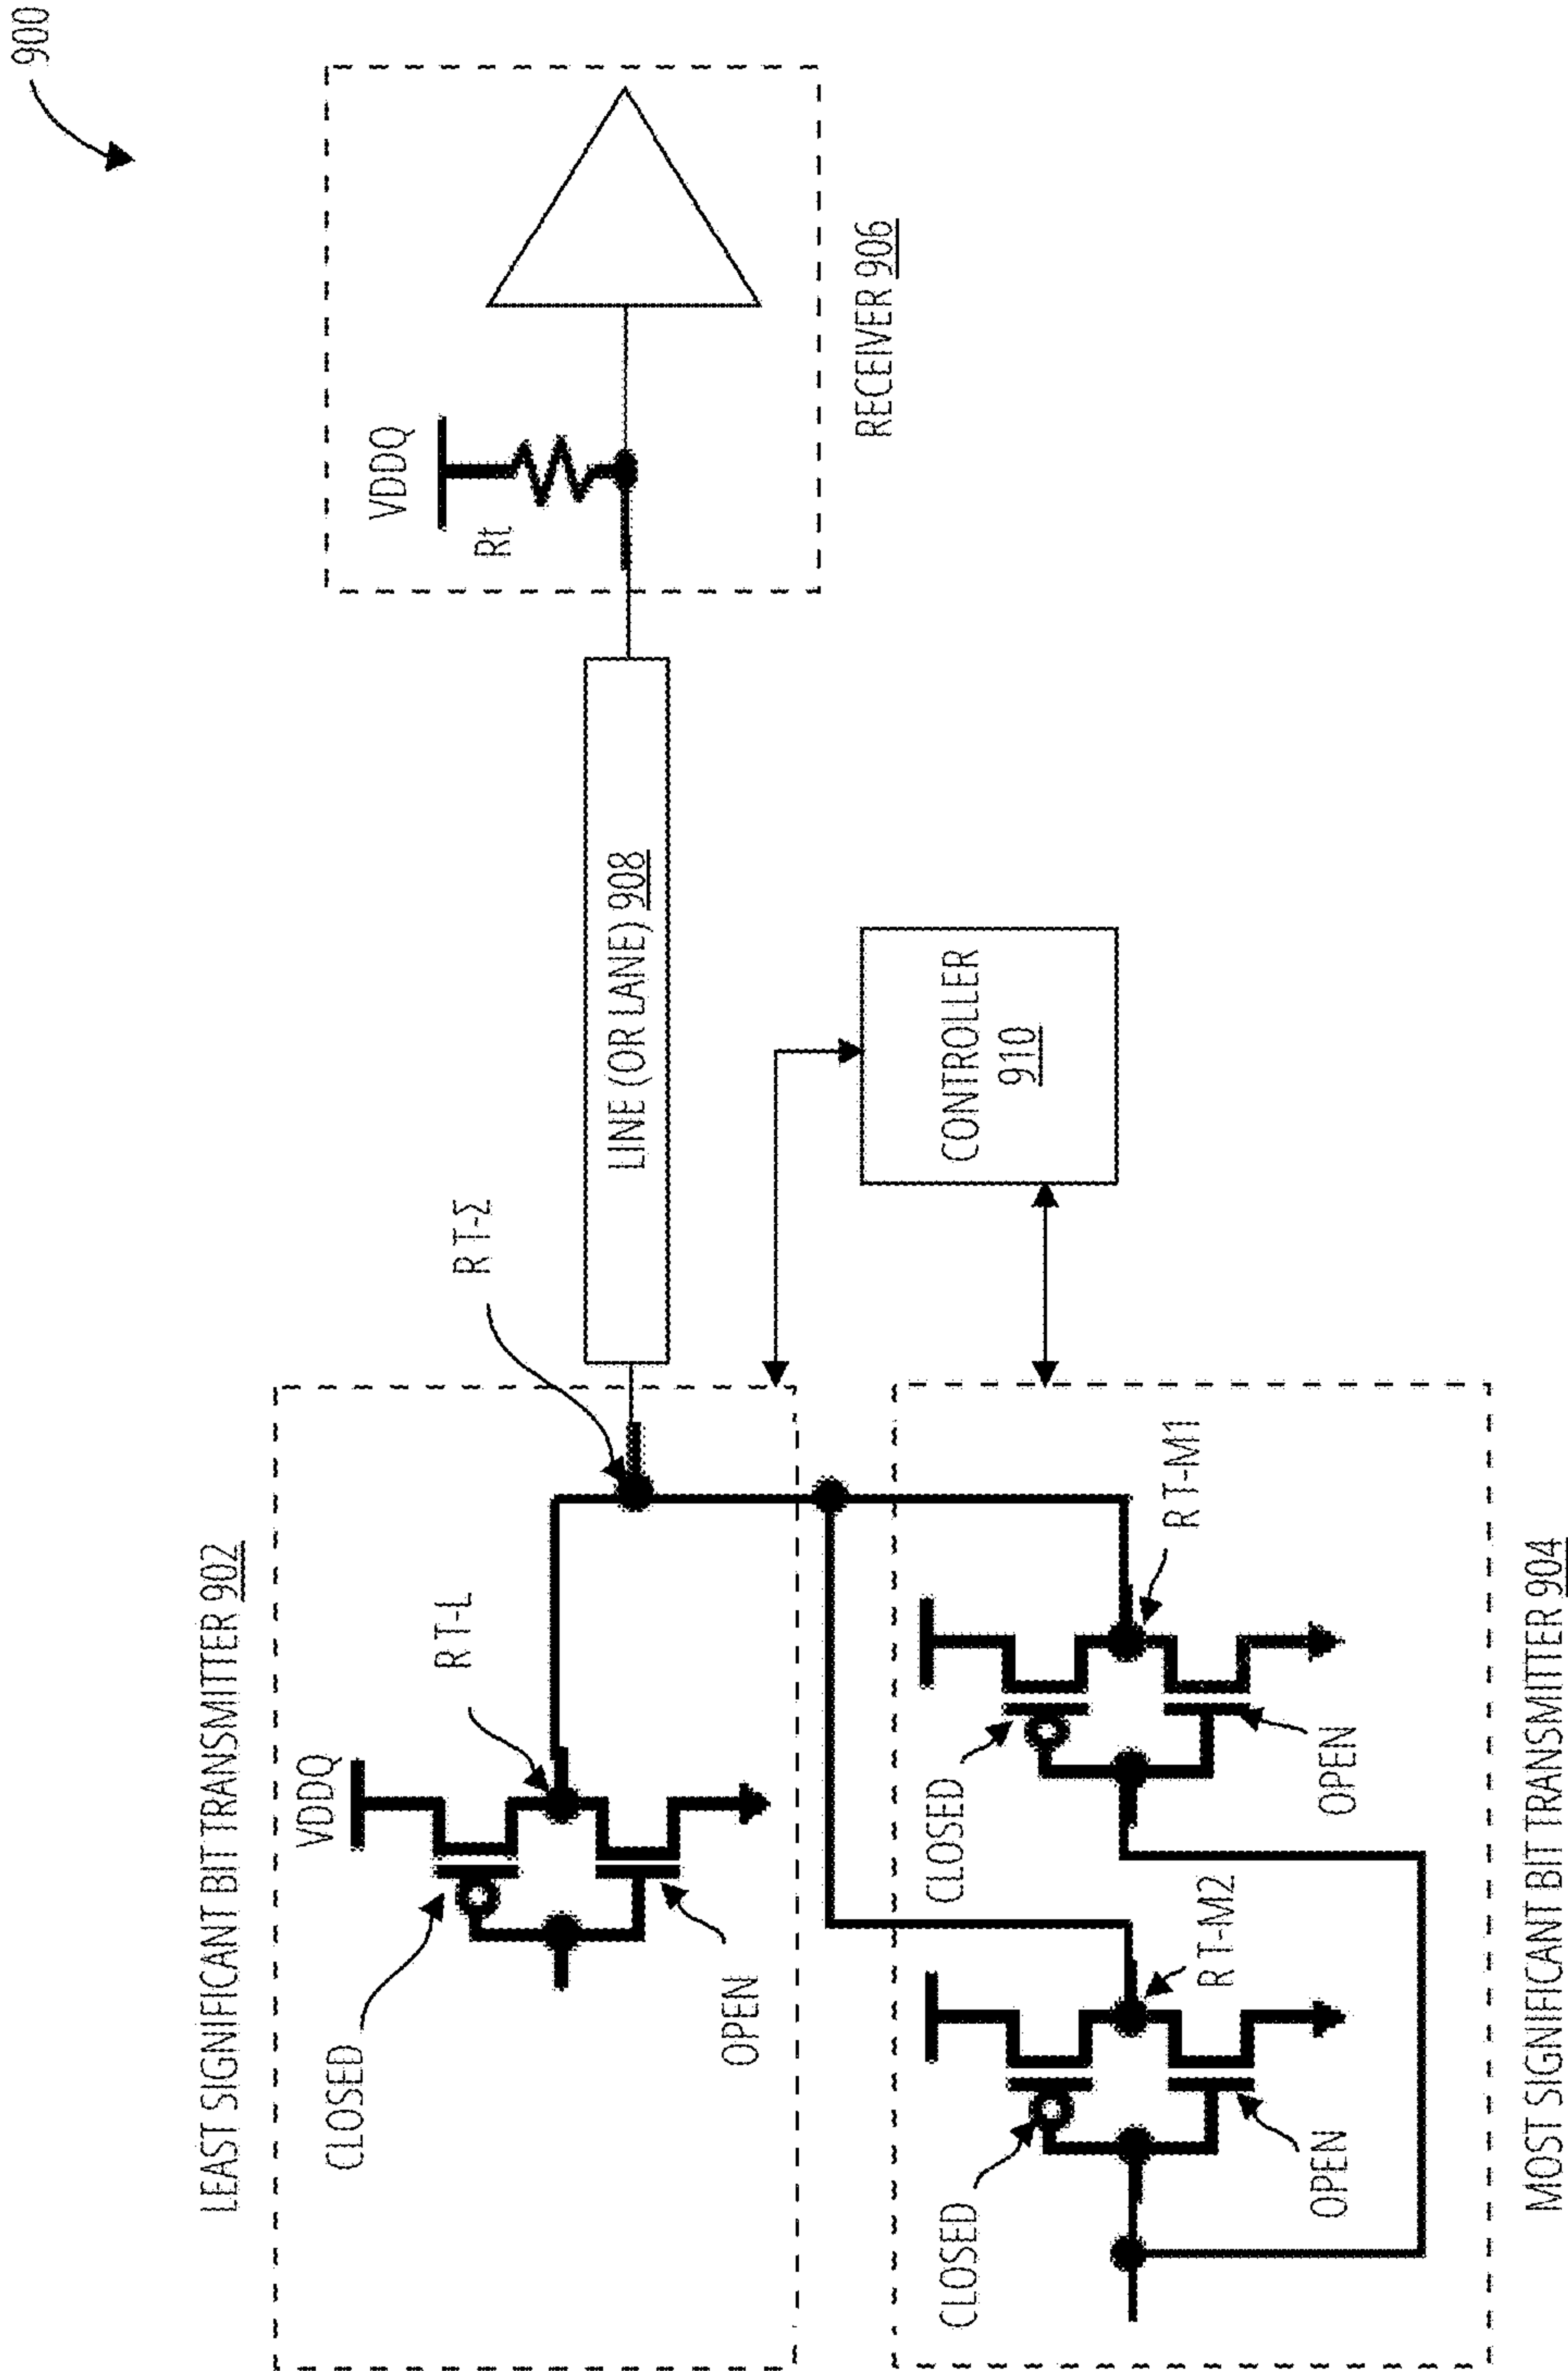 900
LEAST SIGNIFICANT BIT TRANSMITTER 902
VDDQ
CLOSED
R T-L
OPEN
R T-Σ
LINE (OR LANE) 908
VDDQ
Rt
RECEIVER 906
CONTROLLER
910
CLOSED
R T-M2
OPEN
CLOSED
R T-M1
OPEN
MOST SIGNIFICANT BIT TRANSMITTER 904